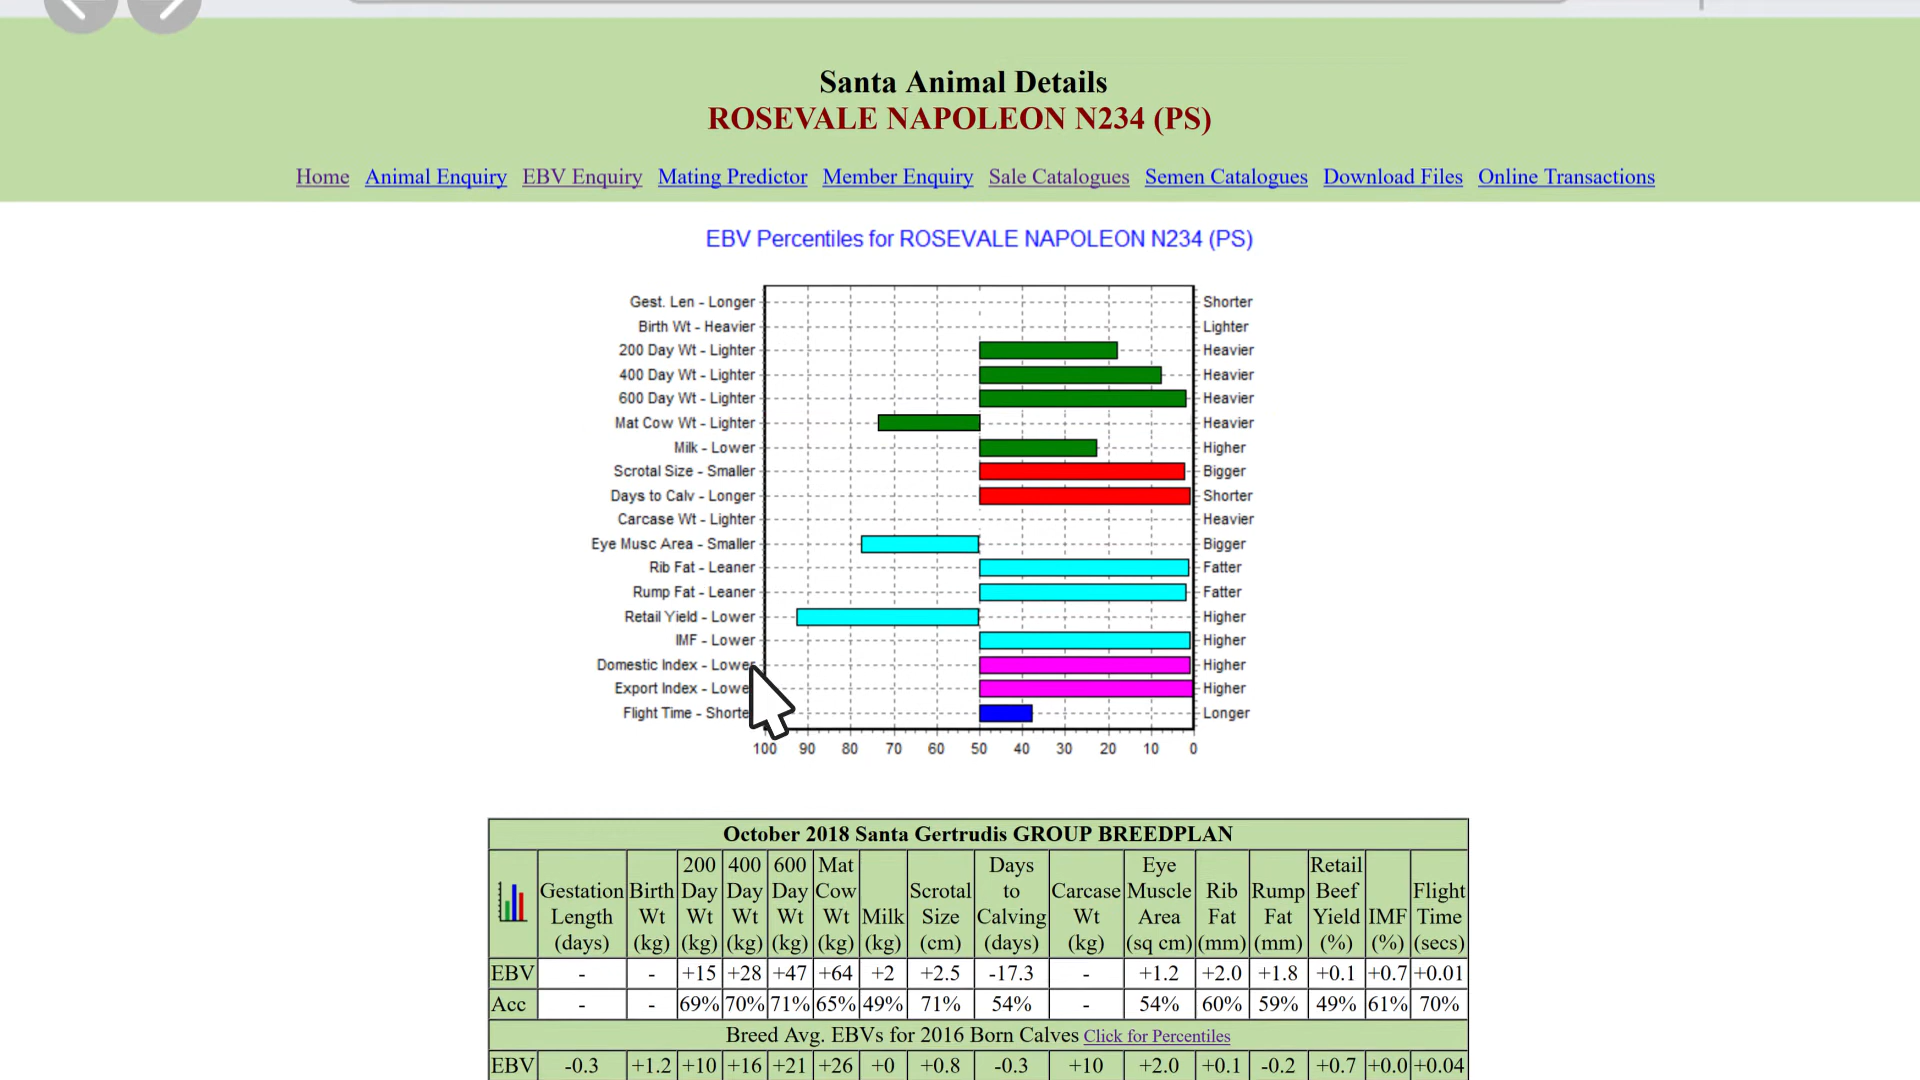 Santa Animal Details
ROSEVALE NAPOLEON N234 (PS)
Home Animal Enquiry EBV Enquiry Mating Predictor Member Enquiry Sale Catalogues Semen Catalogues Download Files Online Transactions
EBV Percentiles for ROSEVALE NAPOLEON N234 (PS)
Gest. Len - Longer Shorter
Birth Wt - Heavier Lighter
200 Day Wt - Lighter Heavier
400 Day Wt - Lighter Heavier
600 Day Wt - Lighter Heavier
Mat Cow Wt - Lighter Heavier
Milk - Lower Higher
Scrotal Size - Smaller Bigger
Days to Calv - Longer Shorter
Carcase Wt - Lighter Heavier
Eye Musc Area - Smaller Bigger
Rib Fat - Leaner Fatter
Rump Fat - Leaner Fatter
Retail Yield - Lower Higher
IMF - Lower Higher
Domestic Index - Lower Higher
Export Index - Lowe Higher
Flight Time - Shorte Longer
100 90 80 70 60 50 40 30 20 10 0
October 2018 Santa Gertrudis GROUP BREEDPLAN
Gestation Length (days) Birth Wt (kg) 200 Day Wt (kg) 400 Day Wt (kg) 600 Day Wt (kg) Mat Cow Wt (kg) Milk (kg) Scrotal Size (cm) Days to Calving (days) Carcase Wt (kg) Eye Muscle Area (sq cm) Rib Fat (mm) Rump Fat (mm) Retail Beef Yield (%) IMF (%) Flight Time (secs)
EBV - - +15 +28 +47 +64 +2 +2.5 -17.3 - +1.2 +2.0 +1.8 +0.1 +0.7 +0.01
Acc - - 69% 70% 71% 65% 49% 71% 54% - 54% 60% 59% 49% 61% 70%
Breed Avg. EBVs for 2016 Born Calves Click for Percentiles
EBV -0.3 +1.2 +10 +16 +21 +26 +0 +0.8 -0.3 +10 +2.0 +0.1 -0.2 +0.7 +0.0 +0.04